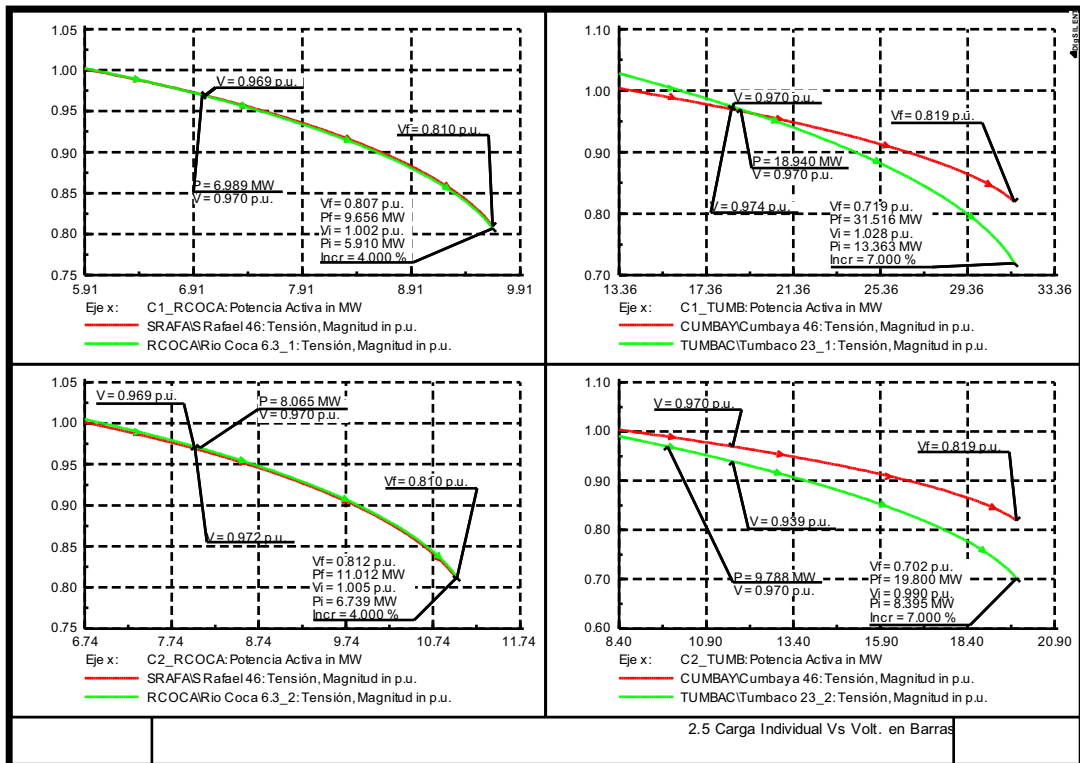 1.05
1.00
0.95
0.90
0.85
0.80
0.75
5.91
6.91
7.91
8.91
9.91
V = 0.969 p.u.
Vf = 0.810 p.u.
P = 6.989 MW
V = 0.970 p.u.
Vf = 0.807 p.u.
Pf = 9.656 MW
Vi = 1.002 p.u.
Pi = 5.910 MW
Incr = 4.000 %
Eje x: C1_RCOCA: Potencia Activa in MW
SRAFA\S Rafael 46: Tensión, Magnitud in p.u.
RCOCA\Rio Coca 6.3_1: Tensión, Magnitud in p.u.
1.10
1.00
0.90
0.80
0.70
13.36
17.36
21.36
25.36
29.36
33.36
V = 0.970 p.u.
Vf = 0.819 p.u.
P = 18.940 MW
V = 0.970 p.u.
V = 0.974 p.u.
Vf = 0.719 p.u.
Pf = 31.516 MW
Vi = 1.028 p.u.
Pi = 13.363 MW
Incr = 7.000 %
Eje x: C1_TUMB: Potencia Activa in MW
CUMBAY\Cumbaya 46: Tensión, Magnitud in p.u.
TUMBAC\Tumbaco 23_1: Tensión, Magnitud in p.u.
DIgSILENT
1.05
1.00
0.95
0.90
0.85
0.80
0.75
6.74
7.74
8.74
9.74
10.74
11.74
V = 0.969 p.u.
P = 8.065 MW
V = 0.970 p.u.
Vf = 0.810 p.u.
V = 0.972 p.u.
Vf = 0.812 p.u.
Pf = 11.012 MW
Vi = 1.005 p.u.
Pi = 6.739 MW
Incr = 4.000 %
Eje x: C2_RCOCA: Potencia Activa in MW
SRAFA\S Rafael 46: Tensión, Magnitud in p.u.
RCOCA\Rio Coca 6.3_2: Tensión, Magnitud in p.u.
1.10
1.00
0.90
0.80
0.70
0.60
8.40
10.90
13.40
15.90
18.40
20.90
V = 0.970 p.u.
Vf = 0.819 p.u.
V = 0.939 p.u.
P = 9.788 MW
V = 0.970 p.u.
Vf = 0.702 p.u.
Pf = 19.800 MW
Vi = 0.990 p.u.
Pi = 8.395 MW
Incr = 7.000 %
Eje x: C2_TUMB: Potencia Activa in MW
CUMBAY\Cumbaya 46: Tensión, Magnitud in p.u.
TUMBAC\Tumbaco 23_2: Tensión, Magnitud in p.u.
2.5 Carga Individual Vs Volt. en Barras